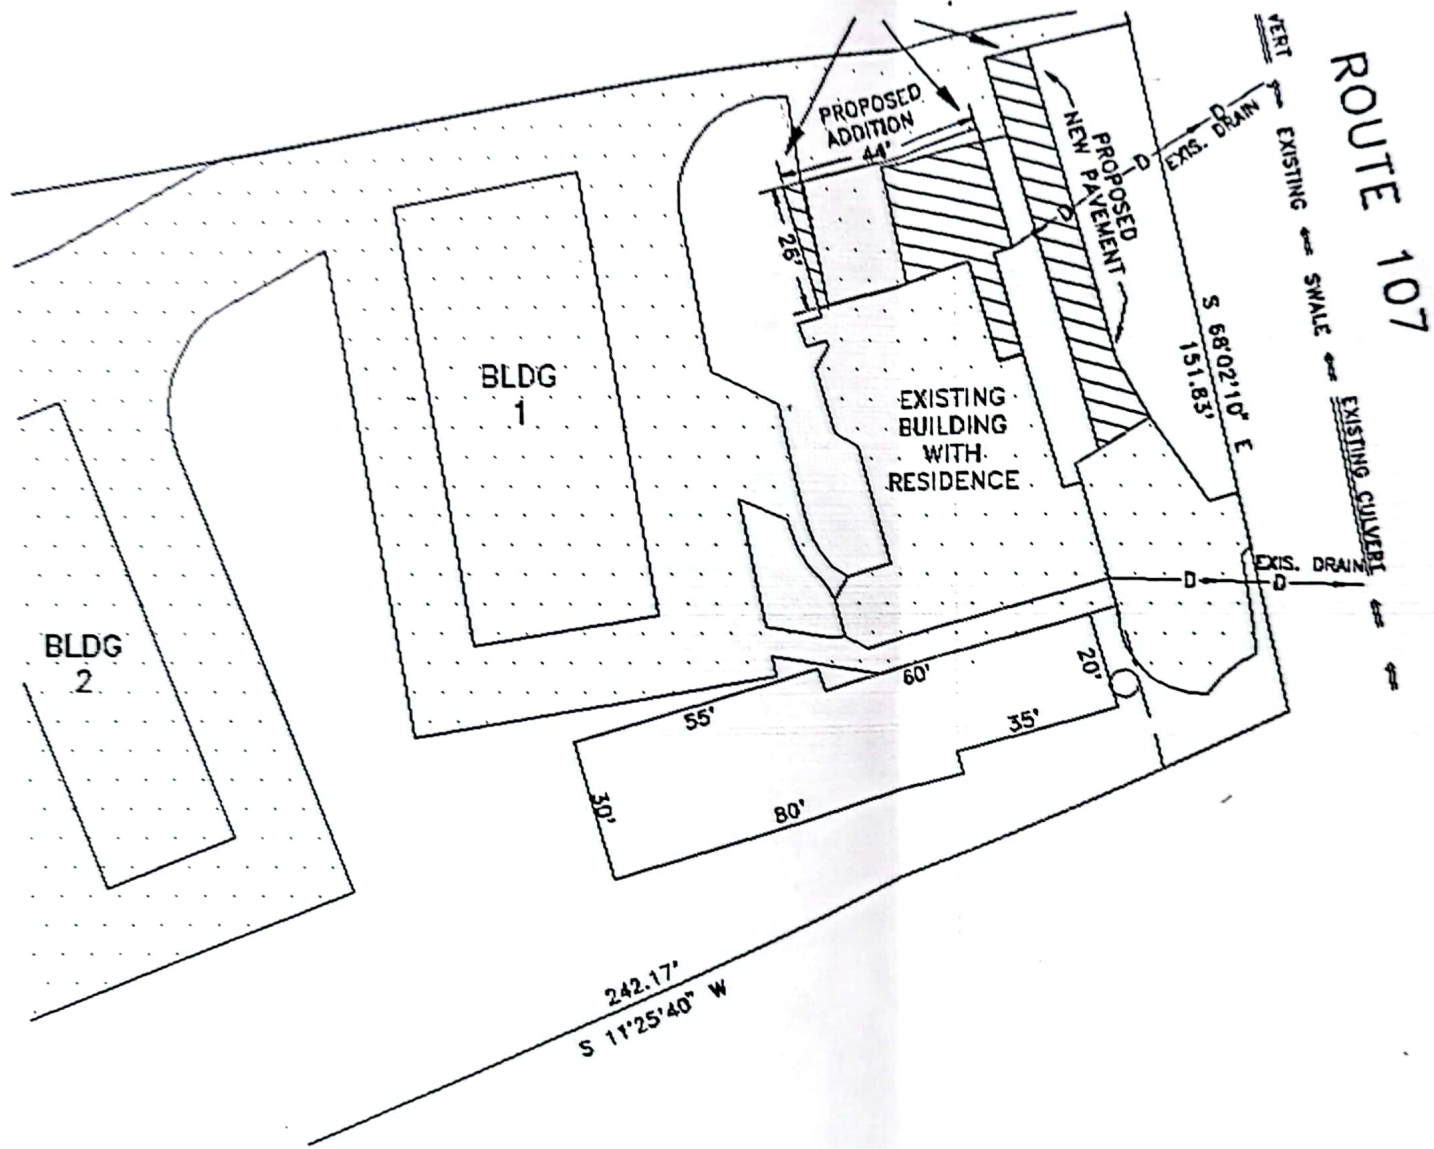 PROPOSED
ADDITION
44'
26'
PROPOSED
NEW PAVEMENT
D
D
D
EXIS. DRAIN
EXISTING
SWALE
EXISTING CULVERT
ROUTE 107
S 68°02'10" E
151.83'
BLDG
1
EXISTING
BUILDING
WITH
RESIDENCE
D
D
EXIS. DRAIN
BLDG
2
55'
60'
20'
35'
30'
80'
242.17'
S 11°25'40" W